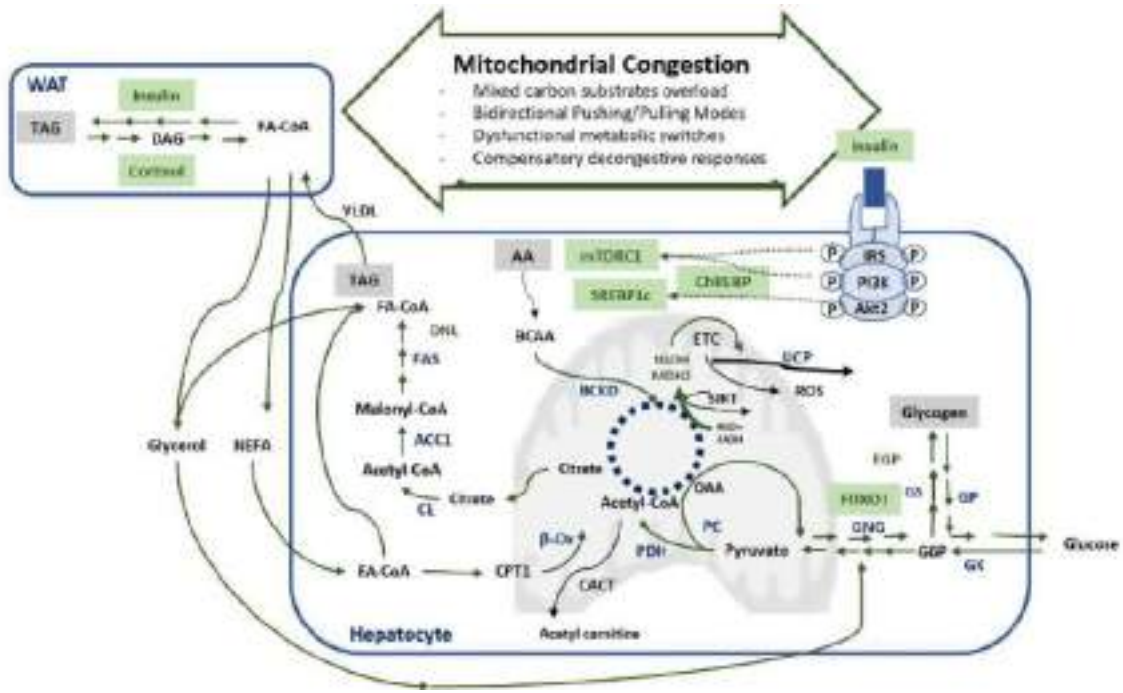 Mitochondrial Congestion
- Mixed carbon substrates overload
- Bidirectional Pushing/Pulling Modes
- Dysfunctional metabolic switches
- Compensatory decongestive responses
WAT
Insulin
TAG
DAG
FA-CoA
Cortisol
VLDL
Insulin
P IRS P
P PI3K P
P Akt2 P
AA
mTORC1
ChREBP
SREBP1c
TAG
FA-CoA
DNL
FAS
BCAA
BCKD
ETC
UCP
ROS
SIRT
Malonyl-CoA
ACC1
Acetyl-CoA
CL
Citrate
Citrate
Glycerol
NEFA
Acetyl-CoA
OAA
PC
PDH
Pyruvate
Glycogen
EGP
GS
GP
FOXO1
GNG
G6P
GK
Glucose
β-Ox
FA-CoA
CPT1
CACT
Acetyl carnitine
Hepatocyte